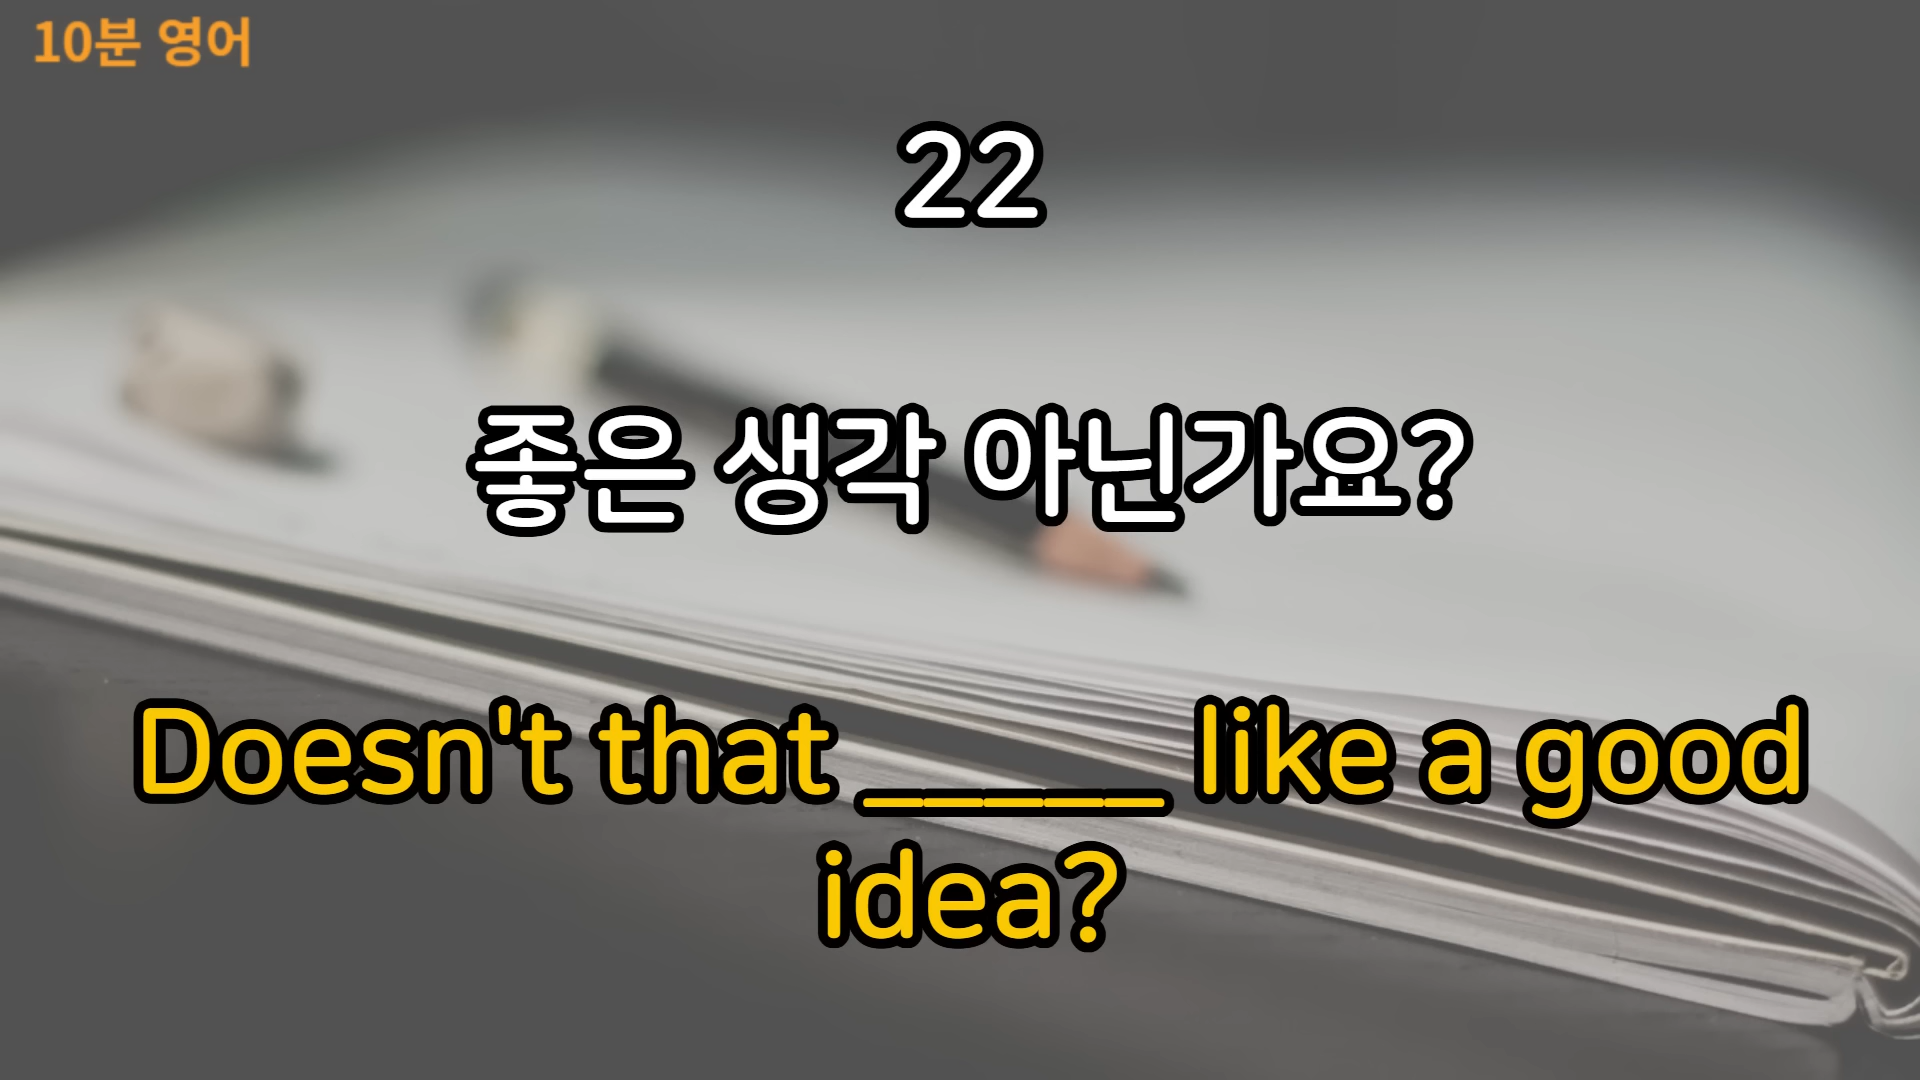 10분 영어
22
좋은 생각 아닌가요?
Doesn't that _____ like a good
idea?